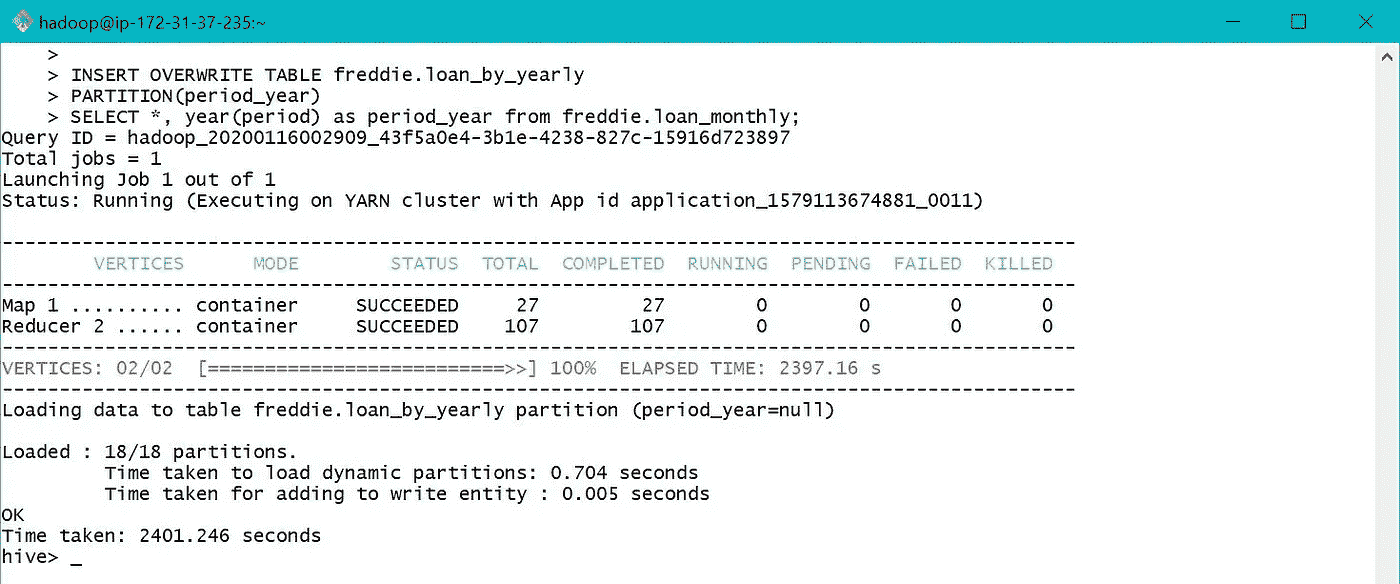 hadoop@ip-172-31-37-235:~
>
> INSERT OVERWRITE TABLE freddie.loan_by_yearly
> PARTITION(period_year)
> SELECT *, year(period) as period_year from freddie.loan_monthly;
Query ID = hadoop_20200116002909_43f5a0e4-3b1e-4238-827c-15916d723897
Total jobs = 1
Launching Job 1 out of 1
Status: Running (Executing on YARN cluster with App id application_1579113674881_0011)
----------------------------------------------------------------------------------------------
VERTICES MODE STATUS TOTAL COMPLETED RUNNING PENDING FAILED KILLED
----------------------------------------------------------------------------------------------
Map 1 .......... container SUCCEEDED 27 27 0 0 0 0
Reducer 2 ...... container SUCCEEDED 107 107 0 0 0 0
----------------------------------------------------------------------------------------------
VERTICES: 02/02 [==========================>>] 100% ELAPSED TIME: 2397.16 s
----------------------------------------------------------------------------------------------
Loading data to table freddie.loan_by_yearly partition (period_year=null)
Loaded : 18/18 partitions.
Time taken to load dynamic partitions: 0.704 seconds
Time taken for adding to write entity : 0.005 seconds
OK
Time taken: 2401.246 seconds
hive> _